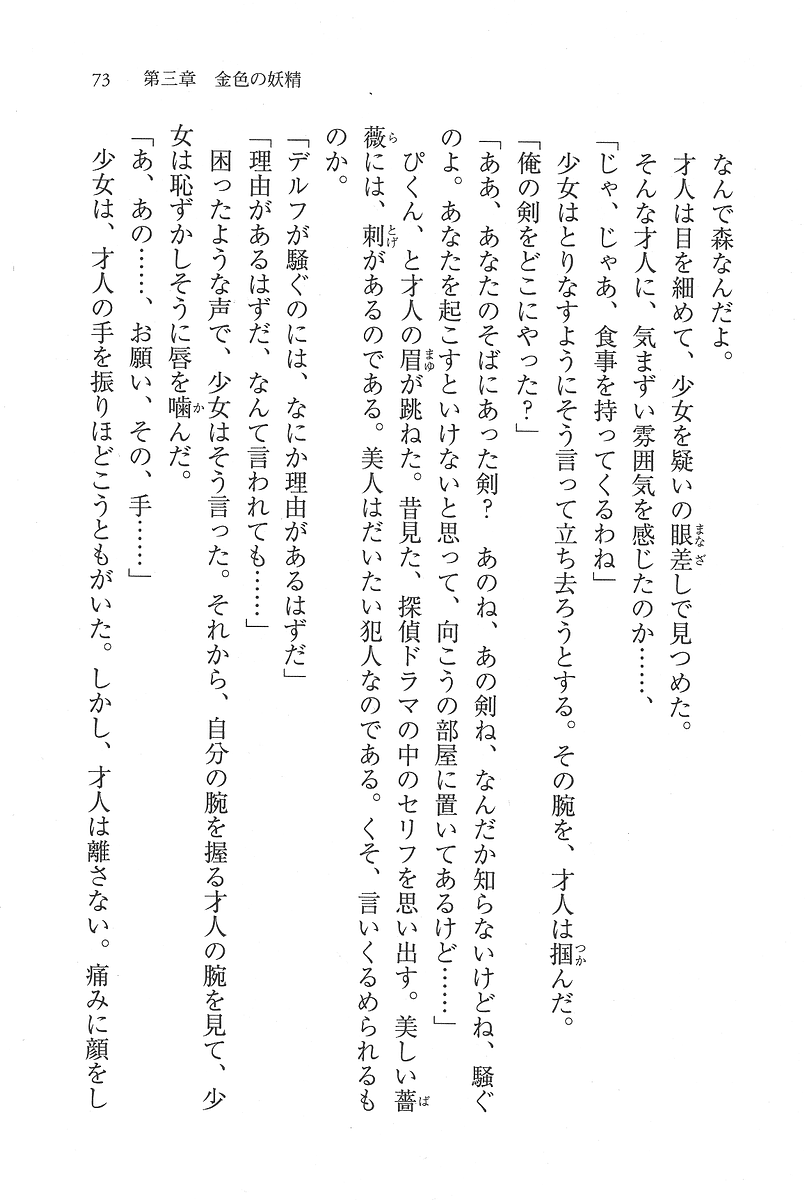 73　第三章　金色の妖精
なんで森なんだよ。
才人は目を細めて、少女を疑いの眼差しで見つめた。
そんな才人に、気まずい雰囲気を感じたのか……、
「じゃ、じゃあ、食事を持ってくるわね」
少女はとりなすようにそう言って立ち去ろうとする。その腕を、才人は掴んだ。
「俺の剣をどこにやった？」
「ああ、あなたのそばにあった剣？　あのね、あの剣ね、なんだか知らないけどね、騒ぐ
のよ。あなたを起こすといけないと思って、向こうの部屋に置いてあるけど……」
ぴくん、と才人の眉が跳ねた。昔見た、探偵ドラマの中のセリフを思い出す。美しい薔
薇には、刺があるのである。美人はだいたい犯人なのである。くそ、言いくるめられるも
のか。
「デルフが騒ぐのには、なにか理由があるはずだ」
「理由があるはずだ、なんて言われても……」
困ったような声で、少女はそう言った。それから、自分の腕を握る才人の腕を見て、少
女は恥ずかしそうに唇を噛んだ。
「あ、あの……、お願い、その、手……」
少女は、才人の手を振りほどこうともがいた。しかし、才人は離さない。痛みに顔をし